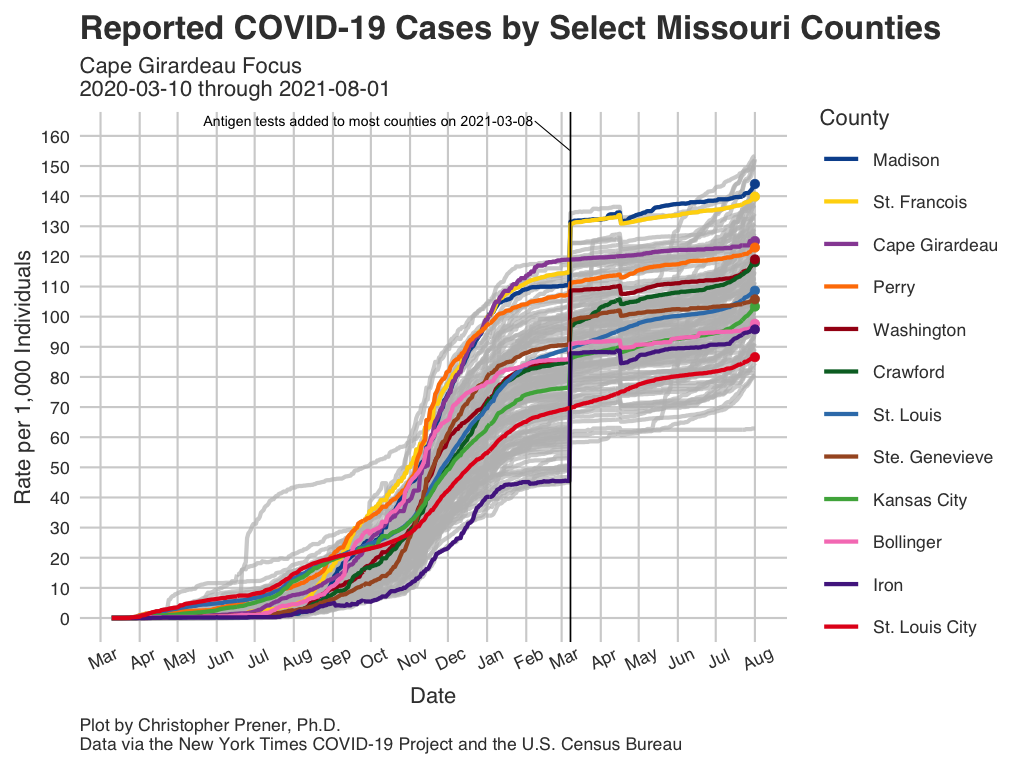 Reported COVID-19 Cases by Select Missouri Counties
Cape Girardeau Focus
2020-03-10 through 2021-08-01
Antigen tests added to most counties on 2021-03-08
Rate per 1,000 Individuals
160
150
140
130
120
110
100
90
80
70
60
50
40
30
20
10
0
Mar Apr May Jun Jul Aug Sep Oct Nov Dec Jan Feb Mar Apr May Jun Jul Aug
Date
County
Madison
St. Francois
Cape Girardeau
Perry
Washington
Crawford
St. Louis
Ste. Genevieve
Kansas City
Bollinger
Iron
St. Louis City
Plot by Christopher Prener, Ph.D.
Data via the New York Times COVID-19 Project and the U.S. Census Bureau